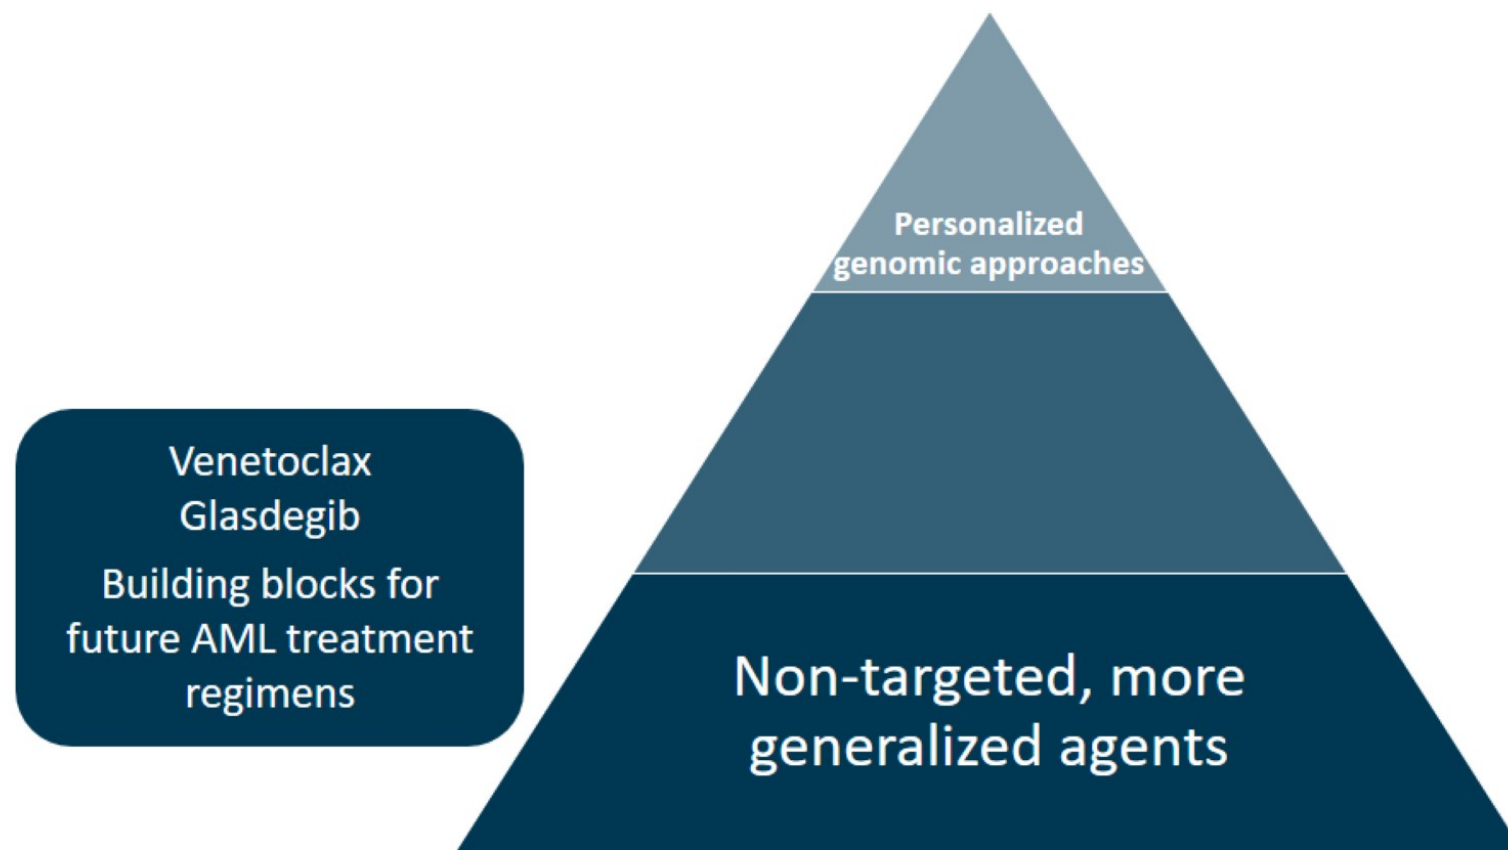 Personalized
genomic approaches
Venetoclax
Glasdegib
Building blocks for
future AML treatment
regimens
Non-targeted, more
generalized agents